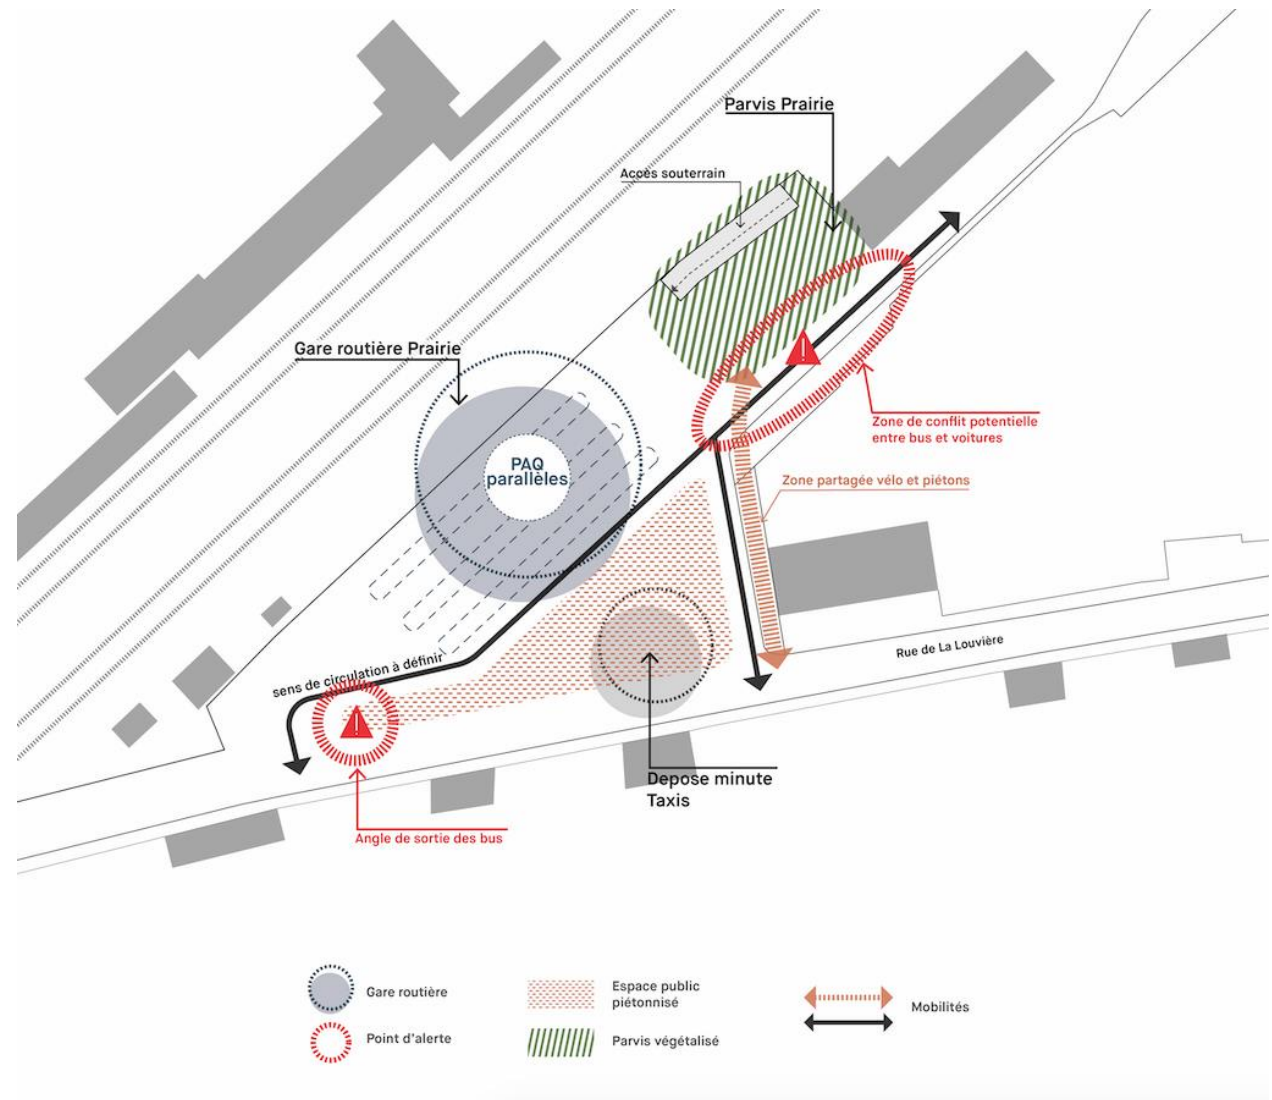 Parvis Prairie
Accès souterrain
Gare routière Prairie
PAQ
parallèles
Zone de conflit potentielle
entre bus et voitures
Zone partagée vélo et piétons
Rue de La Louvière
sens de circulation à définir
Depose minute
Taxis
Angle de sortie des bus
Gare routière
Point d'alerte
Espace public
piétonnisé
Parvis végétalisé
Mobilités